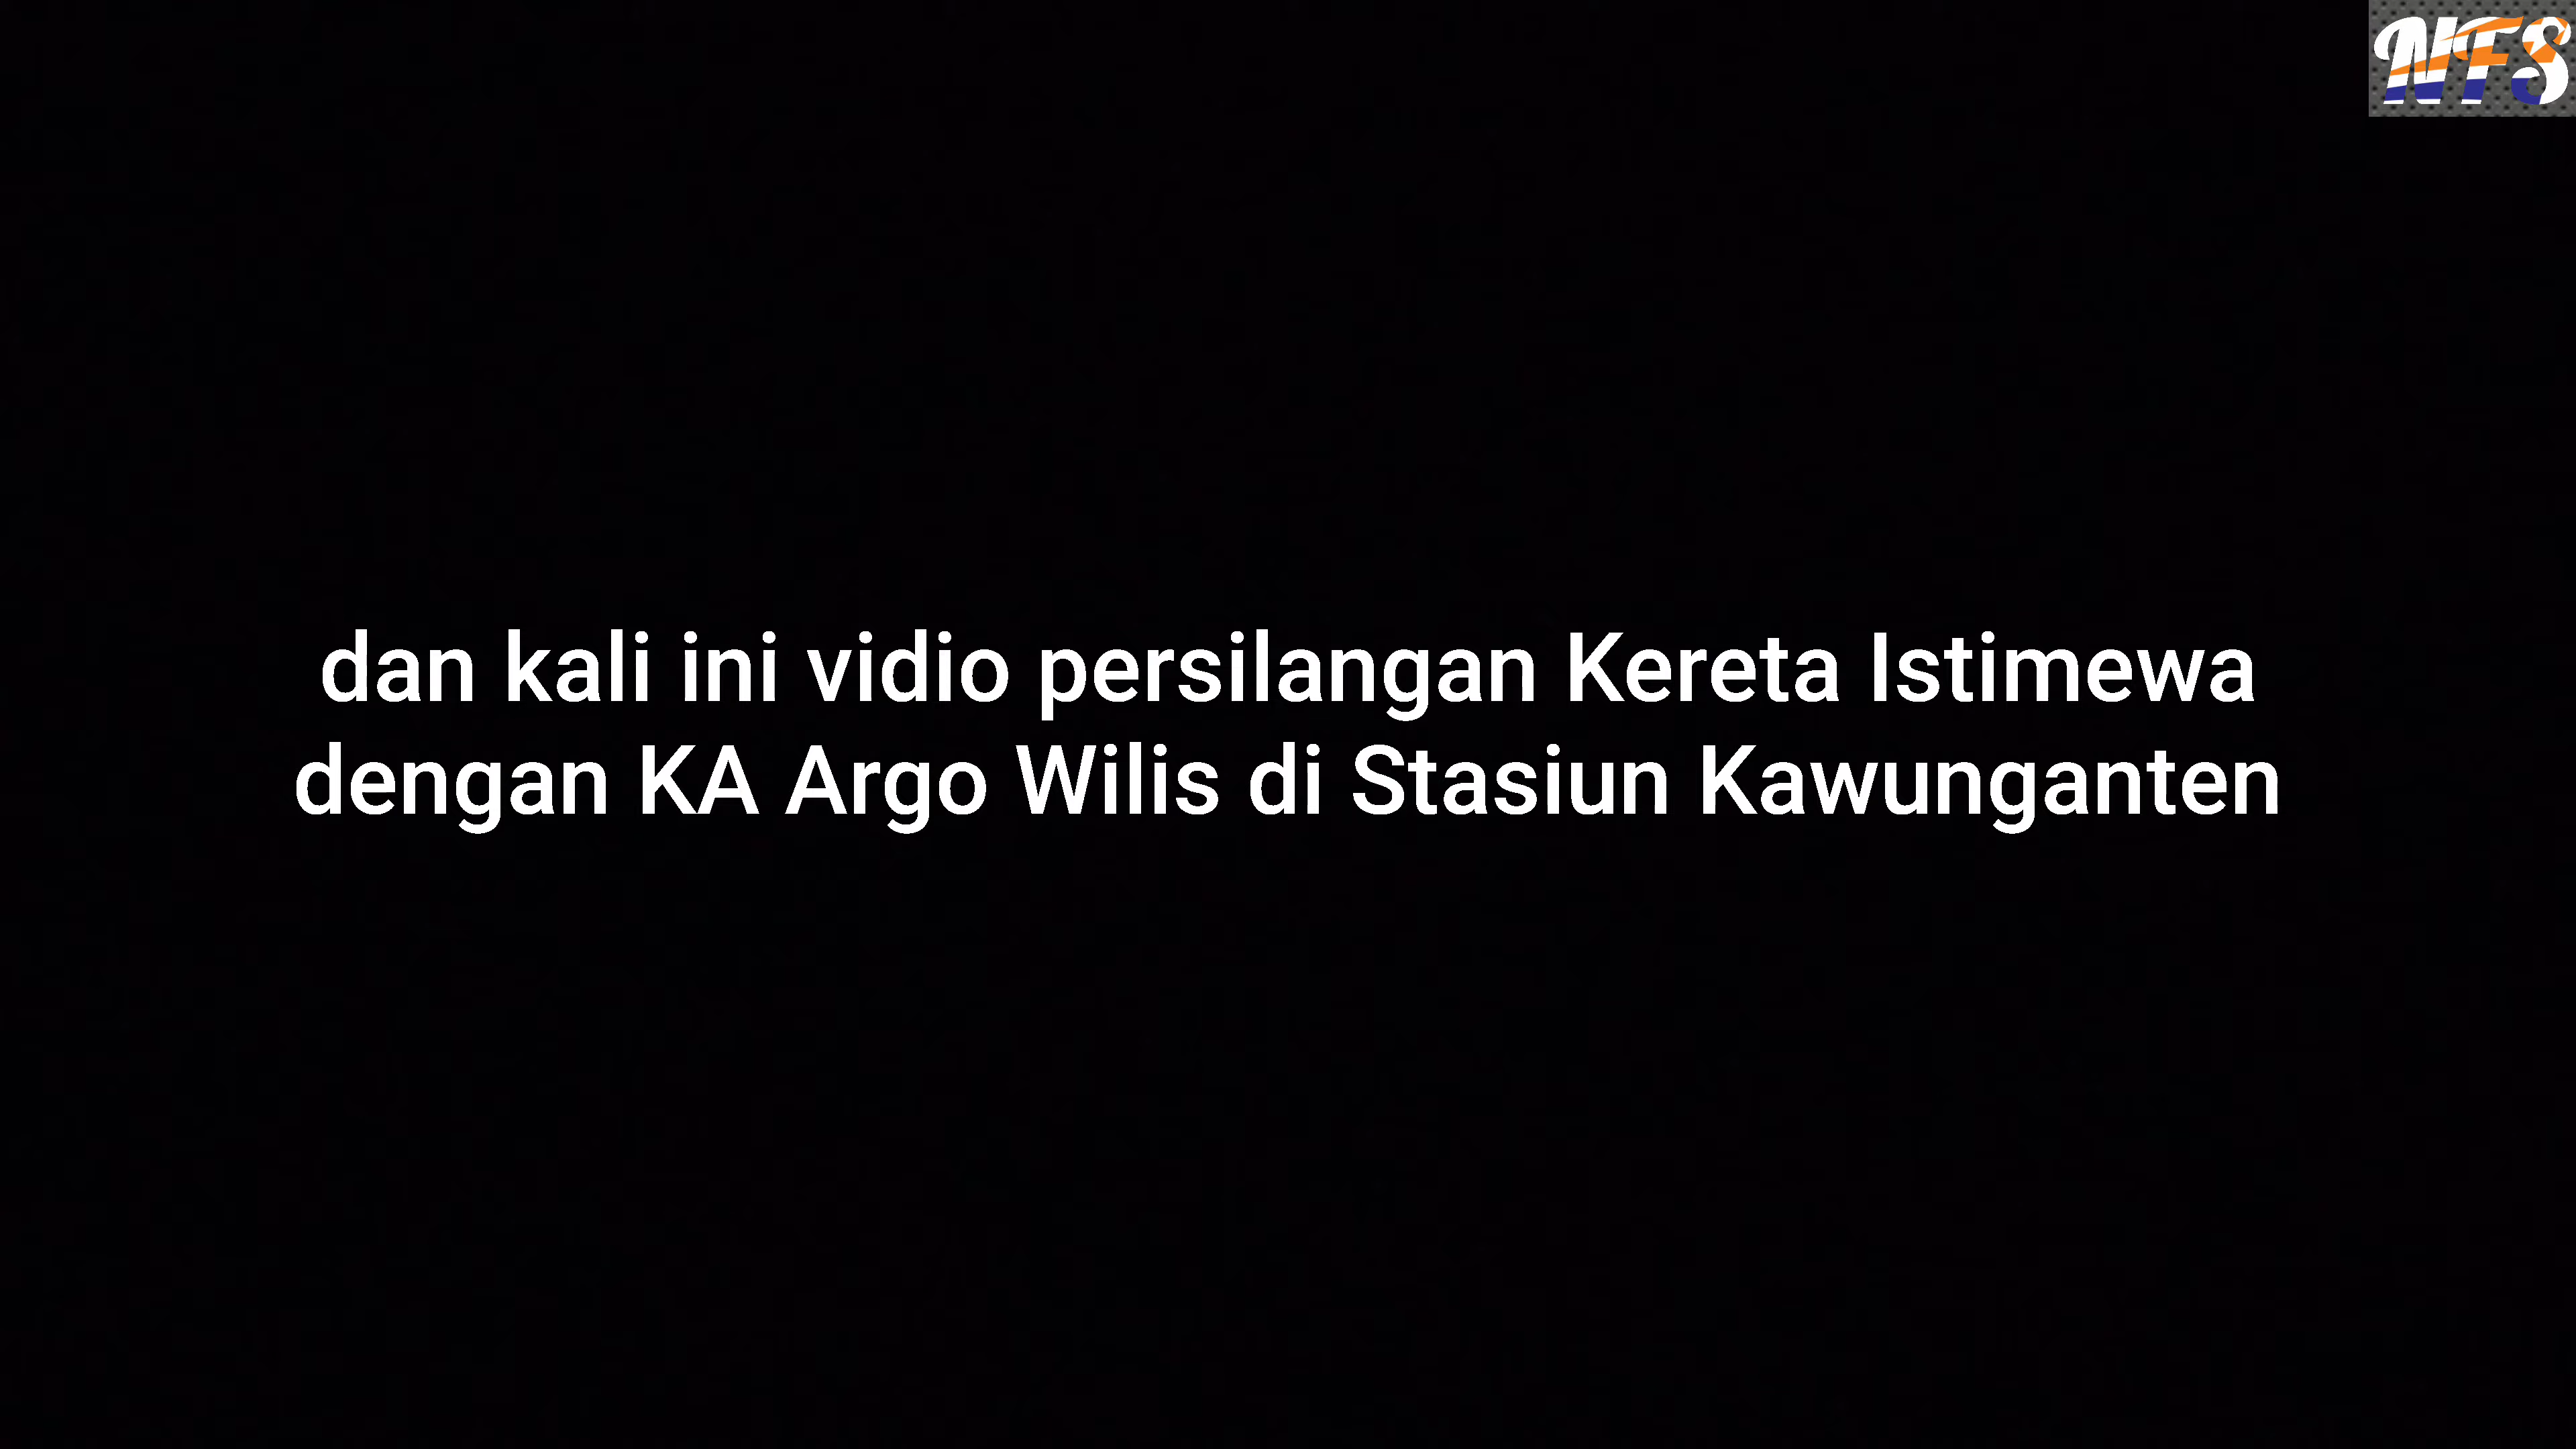 NFS
dan kali ini vidio persilangan Kereta Istimewa
dengan KA Argo Wilis di Stasiun Kawunganten